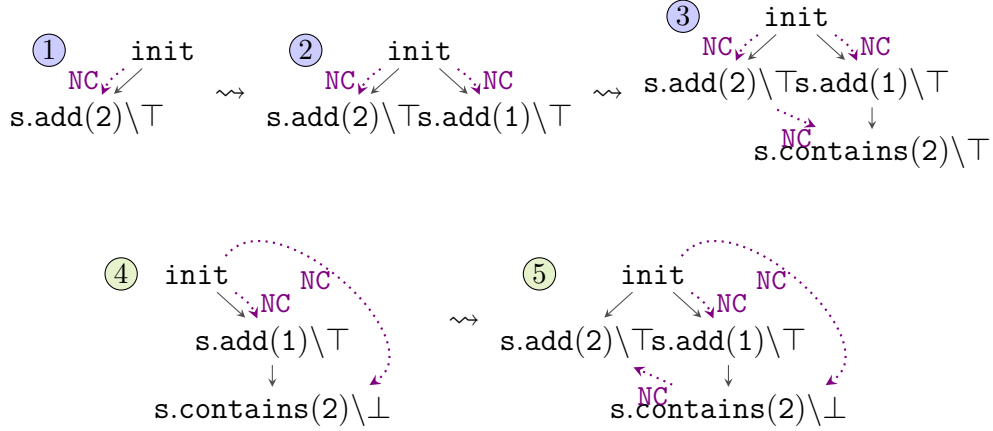 1 init
NC
s.add(2)\⊤
⇝
2 init
NC NC
s.add(2)\⊤s.add(1)\⊤
⇝
3 init
NC NC
s.add(2)\⊤s.add(1)\⊤
NC
s.contains(2)\⊤
4 init
NC NC
s.add(1)\⊤
s.contains(2)\⊥
⇝
5 init
NC NC
s.add(2)\⊤s.add(1)\⊤
NC
s.contains(2)\⊥